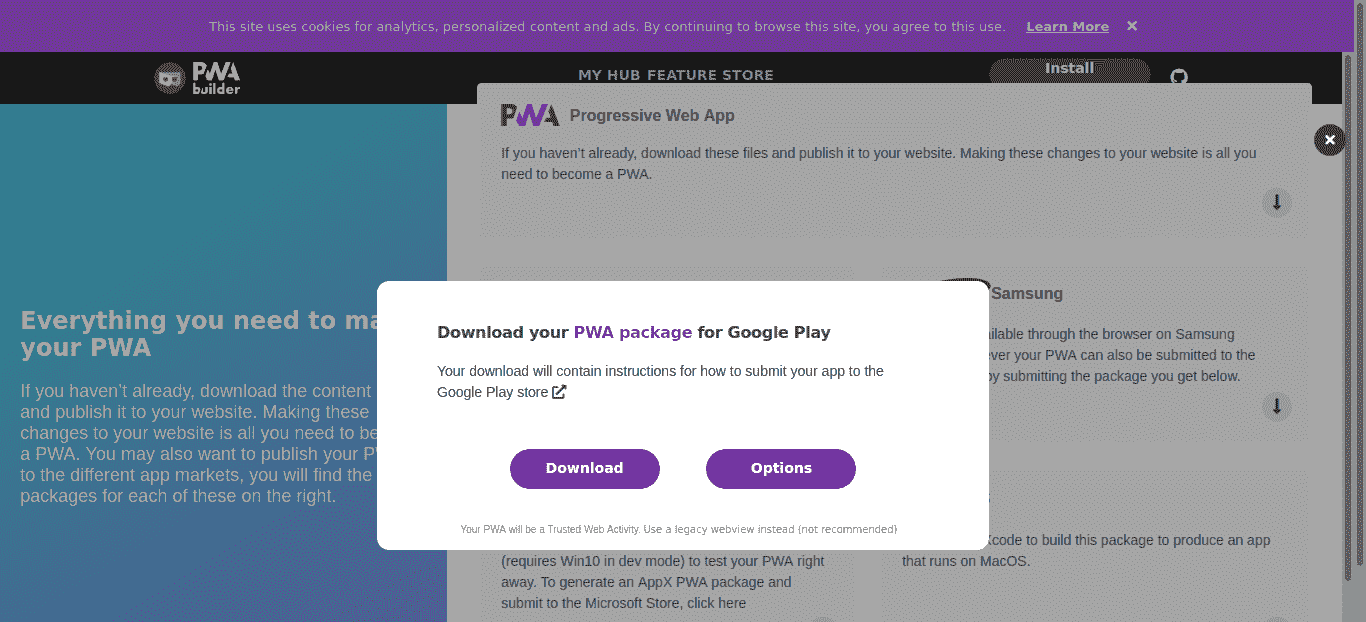 This site uses cookies for analytics, personalized content and ads. By continuing to browse this site, you agree to this use. Learn More ✕
PWA
builder
MY HUB FEATURE STORE
Install
PWA Progressive Web App
If you haven’t already, download these files and publish it to your website. Making these changes to your website is all you
need to become a PWA.
Everything you need to ma
your PWA
If you haven’t already, download the content
and publish it to your website. Making these
changes to your website is all you need to be
a PWA. You may also want to publish your P
to the different app markets, you will find the
packages for each of these on the right.
Samsung
ilable through the browser on Samsung
ever your PWA can also be submitted to the
by submitting the package you get below.
Download your PWA package for Google Play
Your download will contain instructions for how to submit your app to the
Google Play store
Download
Options
Your PWA will be a Trusted Web Activity. Use a legacy webview instead (not recommended)
(requires Win10 in dev mode) to test your PWA right
away. To generate an AppX PWA package and
submit to the Microsoft Store, click here
Xcode to build this package to produce an app
that runs on MacOS.